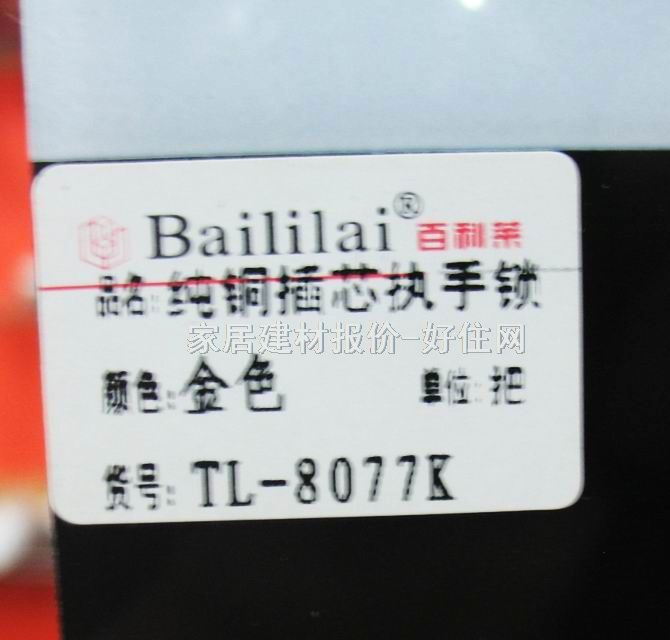 Baililai® 百利莱
品名: 纯铜插芯执手锁
家居建材报价-好住网
颜色: 金色 单位: 把
货号: TL-8077K